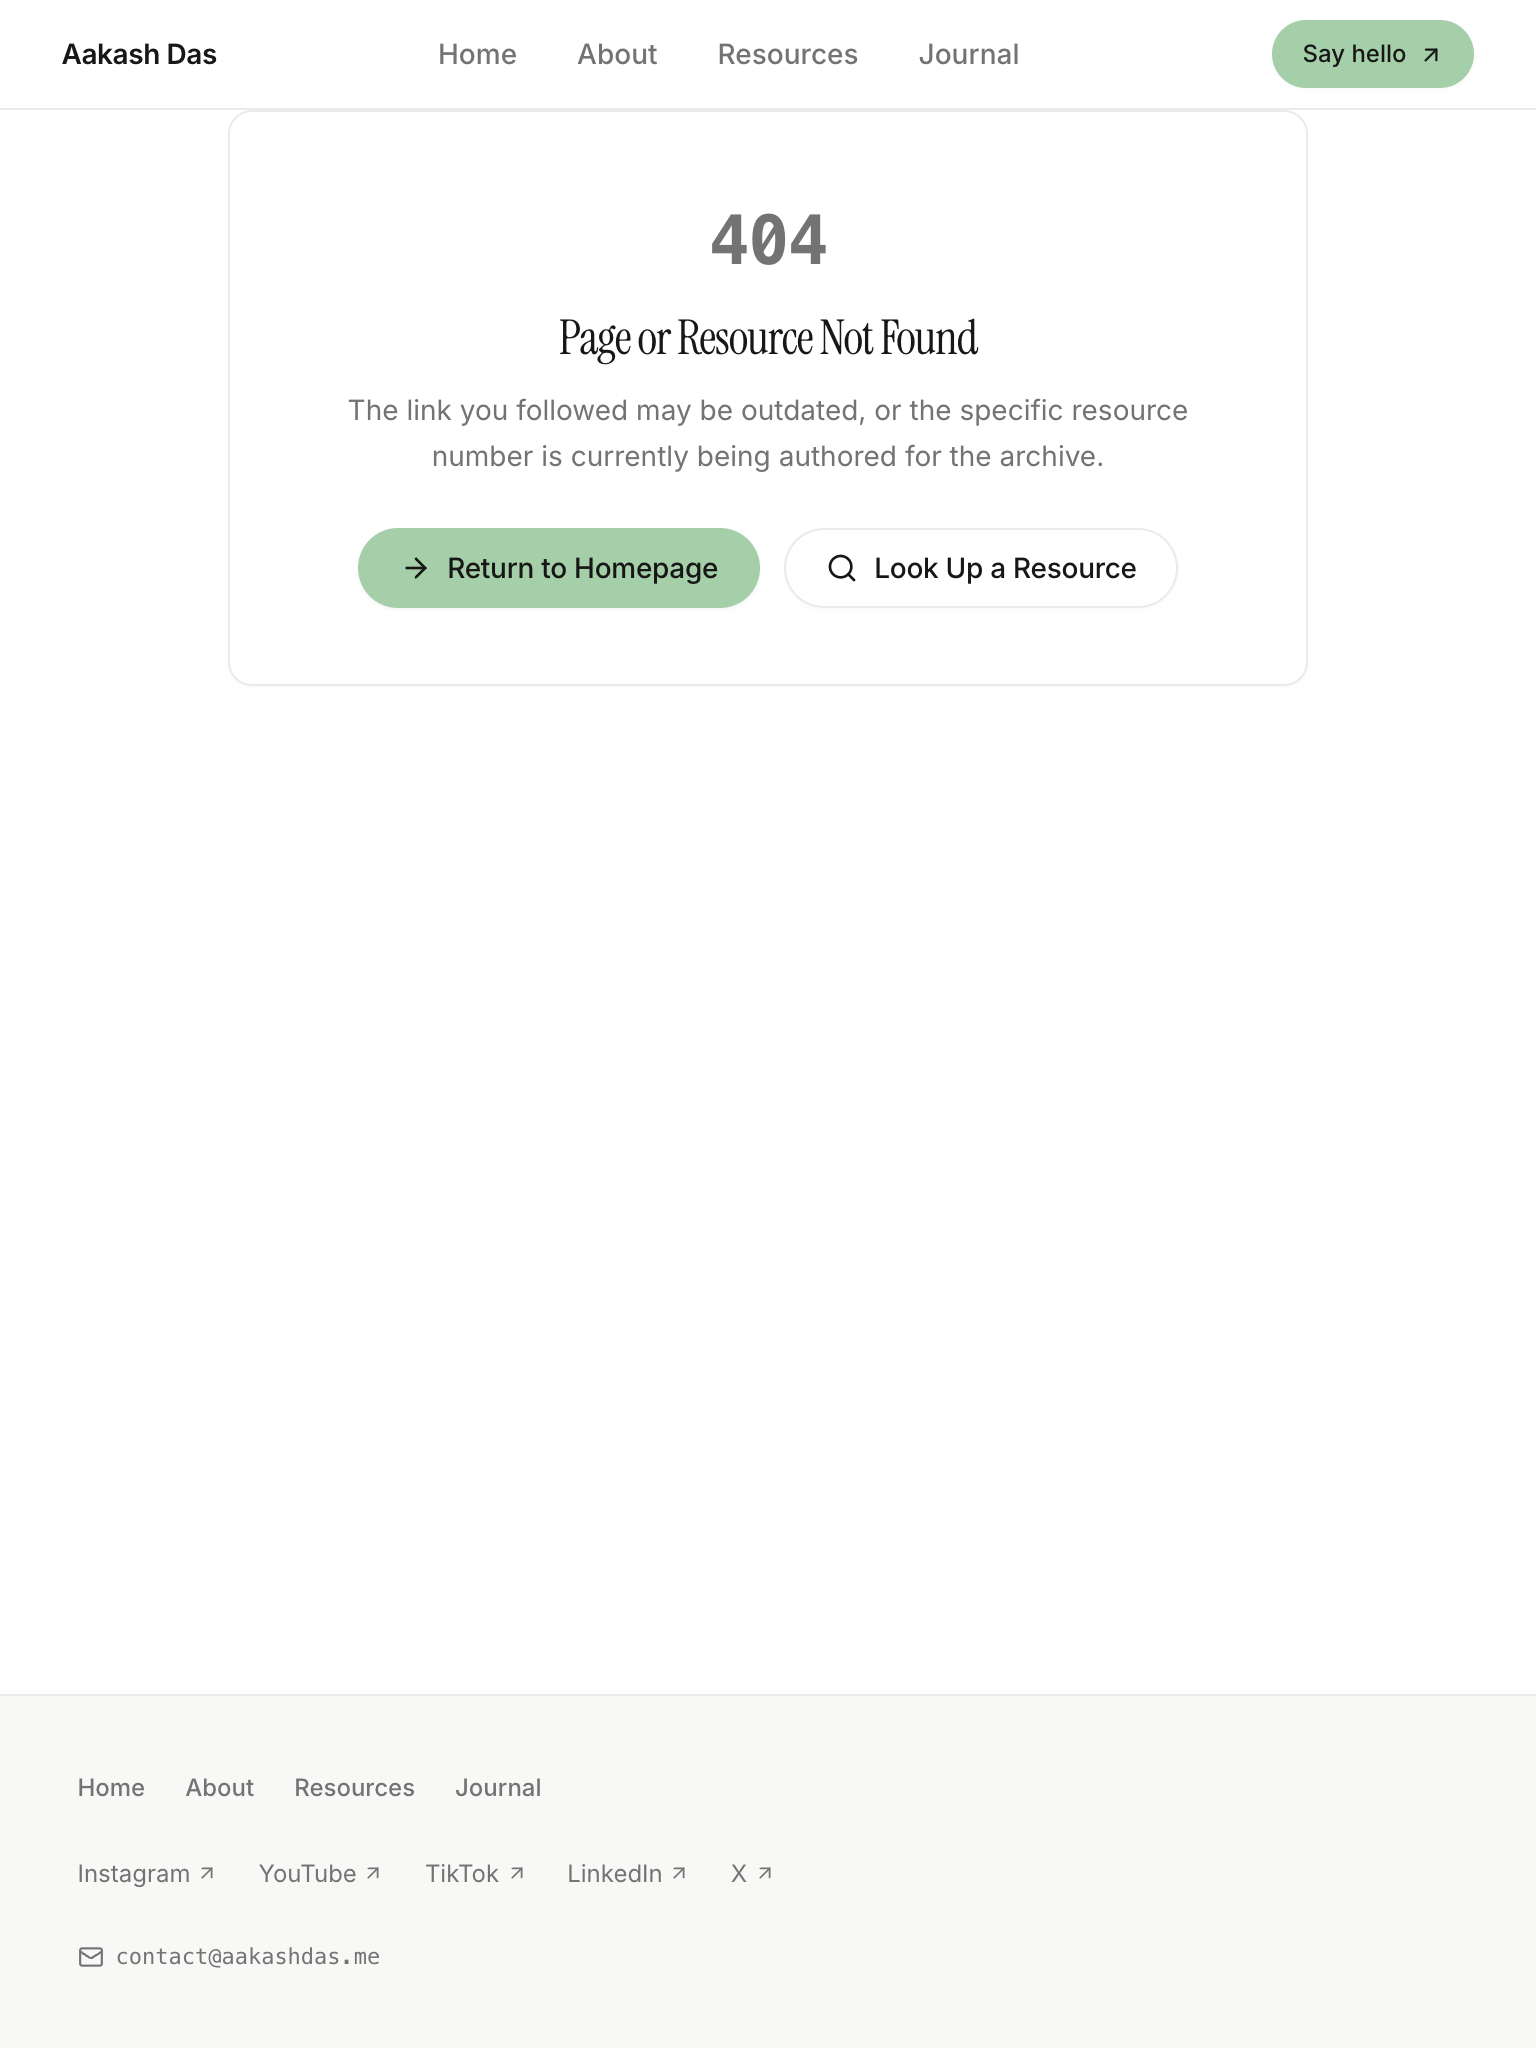 Aakash Das
Home About Resources Journal
Say hello
404
Page or Resource Not Found
The link you followed may be outdated, or the specific resource
number is currently being authored for the archive.
Return to Homepage
Look Up a Resource
Home About Resources Journal
Instagram YouTube TikTok LinkedIn X
contact@aakashdas.me